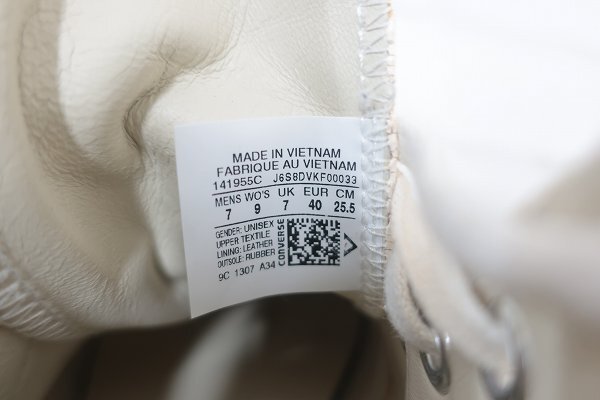 MADE IN VIETNAM
FABRIQUE AU VIETNAM
141955C J6S8DVKF00033
MENS WO'S UK EUR CM
7 9 7 40 25.5
GENDER: UNISEX
UPPER TEXTILE
LINING: LEATHER
OUTSOLE: RUBBER
CONVERSE
9C 1307 A34